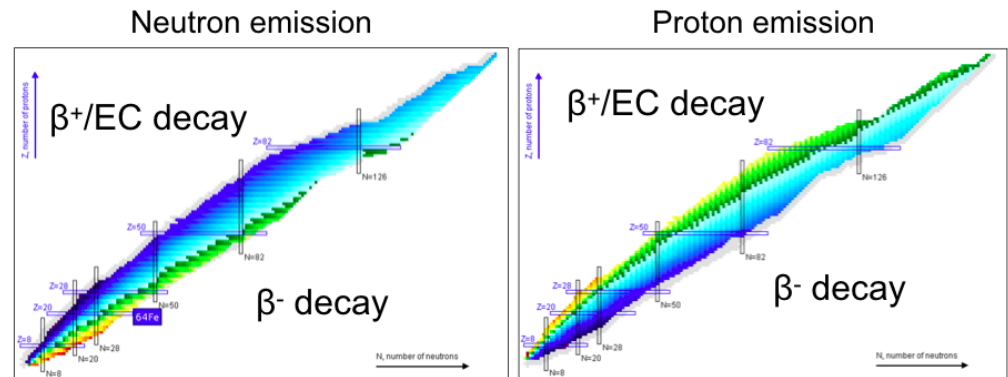 Neutron emission
Z, number of protons
β⁺/EC decay
Z=82
N=126
Z=50
N=82
β⁻ decay
Z=28
N=50
Z=20
64Fe
N=28
Z=8
N=20
N=8
N, number of neutrons
Proton emission
Z, number of protons
β⁺/EC decay
Z=82
N=126
Z=50
N=82
β⁻ decay
Z=28
N=50
Z=20
N=28
Z=8
N=20
N=8
N, number of neutrons